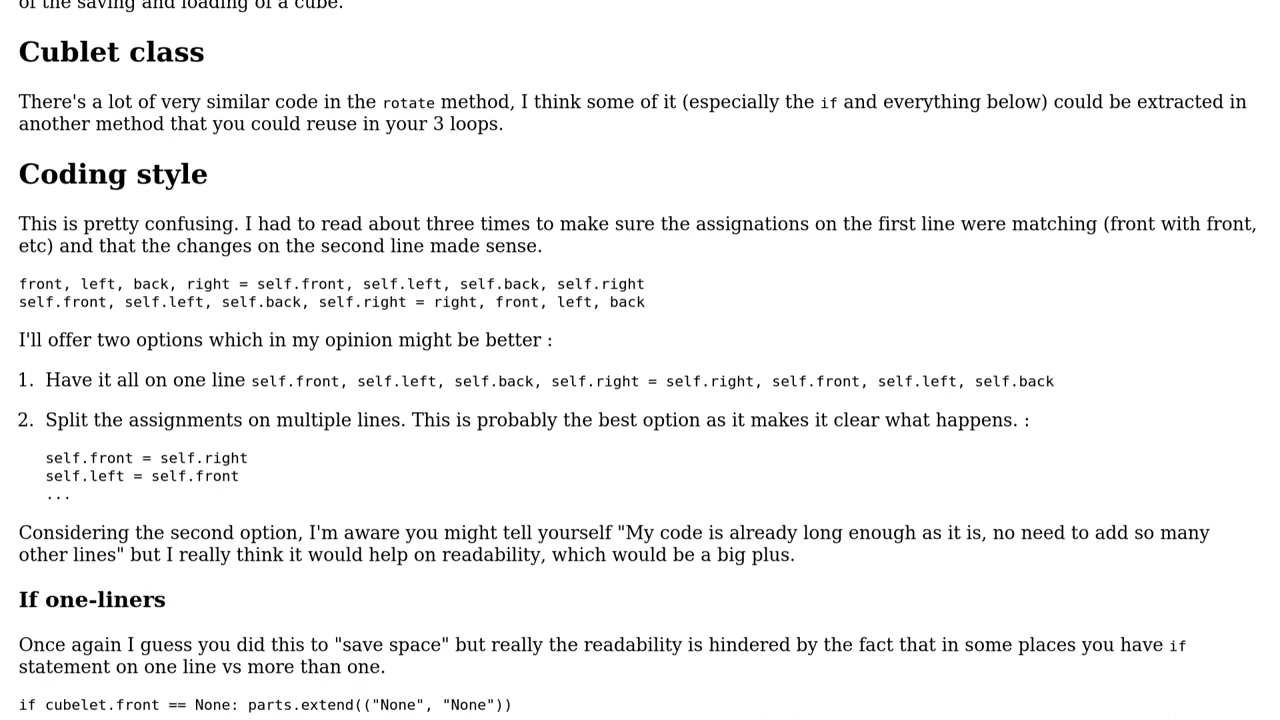 of the saving and loading of a cube.
Cublet class
There's a lot of very similar code in the rotate method, I think some of it (especially the if and everything below) could be extracted in
another method that you could reuse in your 3 loops.
Coding style
This is pretty confusing. I had to read about three times to make sure the assignations on the first line were matching (front with front,
etc) and that the changes on the second line made sense.
front, left, back, right = self.front, self.left, self.back, self.right
self.front, self.left, self.back, self.right = right, front, left, back
I'll offer two options which in my opinion might be better :
1. Have it all on one line self.front, self.left, self.back, self.right = self.right, self.front, self.left, self.back
2. Split the assignments on multiple lines. This is probably the best option as it makes it clear what happens. :
self.front = self.right
self.left = self.front
...
Considering the second option, I'm aware you might tell yourself "My code is already long enough as it is, no need to add so many
other lines" but I really think it would help on readability, which would be a big plus.
If one-liners
Once again I guess you did this to "save space" but really the readability is hindered by the fact that in some places you have if
statement on one line vs more than one.
if cubelet.front == None: parts.extend(("None", "None"))